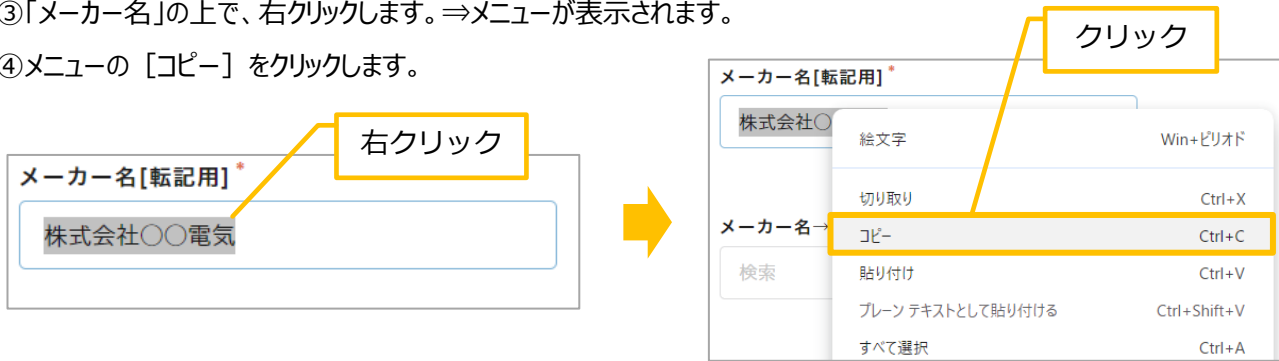 ③「メーカー名」の上で、右クリックします。⇒メニューが表示されます。
④メニューの［コピー］をクリックします。
右クリック
メーカー名[転記用]*
株式会社○○電気
クリック
メーカー名[転記用]*
株式会社○
絵文字 Win+ピリオド
切り取り Ctrl+X
メーカー名→
コピー Ctrl+C
検索
貼り付け Ctrl+V
プレーン テキストとして貼り付ける Ctrl+Shift+V
すべて選択 Ctrl+A